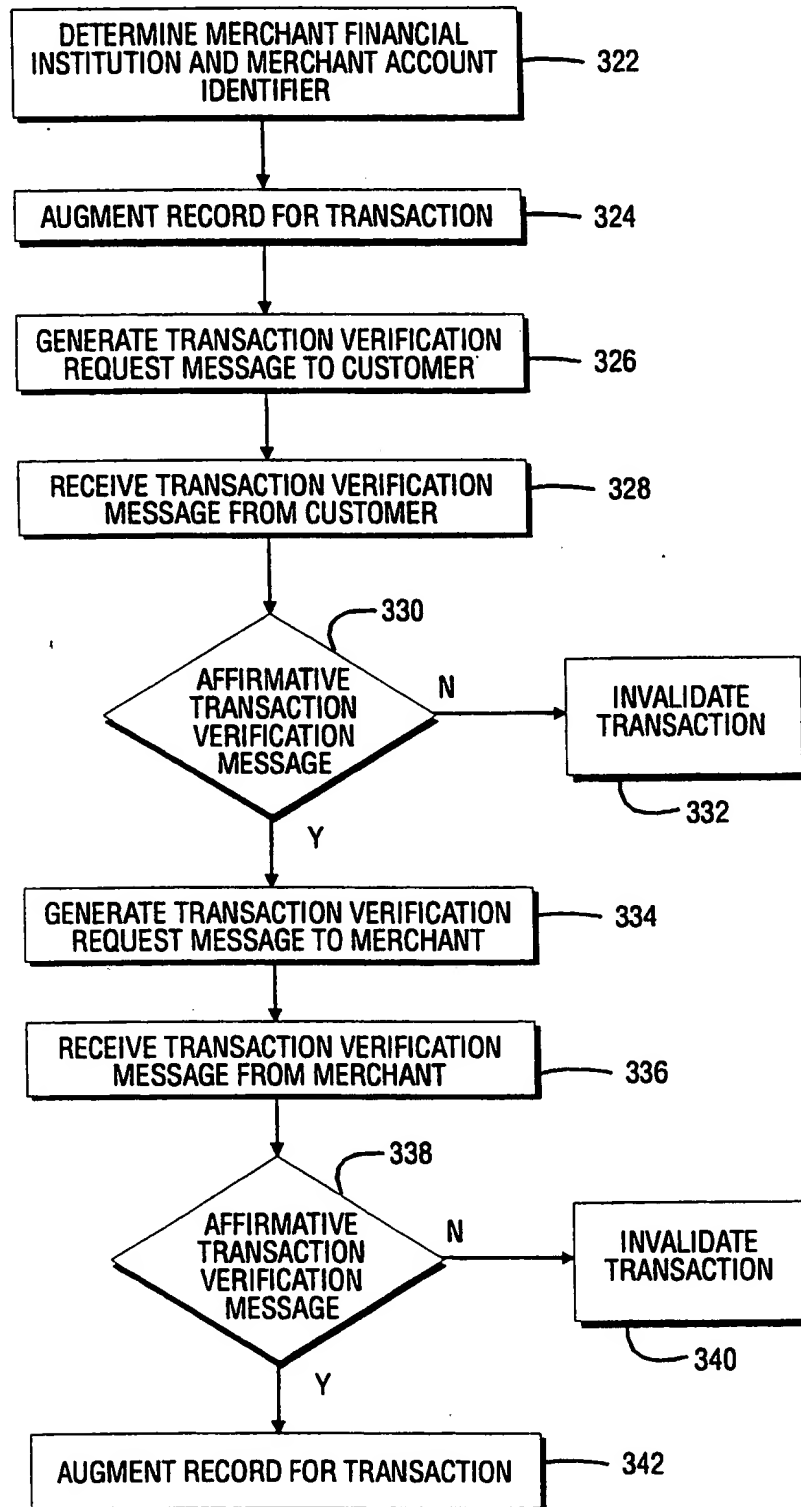 DETERMINE MERCHANT FINANCIAL
INSTITUTION AND MERCHANT ACCOUNT
IDENTIFIER
322
AUGMENT RECORD FOR TRANSACTION
324
GENERATE TRANSACTION VERIFICATION
REQUEST MESSAGE TO CUSTOMER
326
RECEIVE TRANSACTION VERIFICATION
MESSAGE FROM CUSTOMER
328
330
AFFIRMATIVE
TRANSACTION
VERIFICATION
MESSAGE
N
INVALIDATE
TRANSACTION
332
Y
GENERATE TRANSACTION VERIFICATION
REQUEST MESSAGE TO MERCHANT
334
RECEIVE TRANSACTION VERIFICATION
MESSAGE FROM MERCHANT
336
338
AFFIRMATIVE
TRANSACTION
VERIFICATION
MESSAGE
N
INVALIDATE
TRANSACTION
340
Y
AUGMENT RECORD FOR TRANSACTION
342